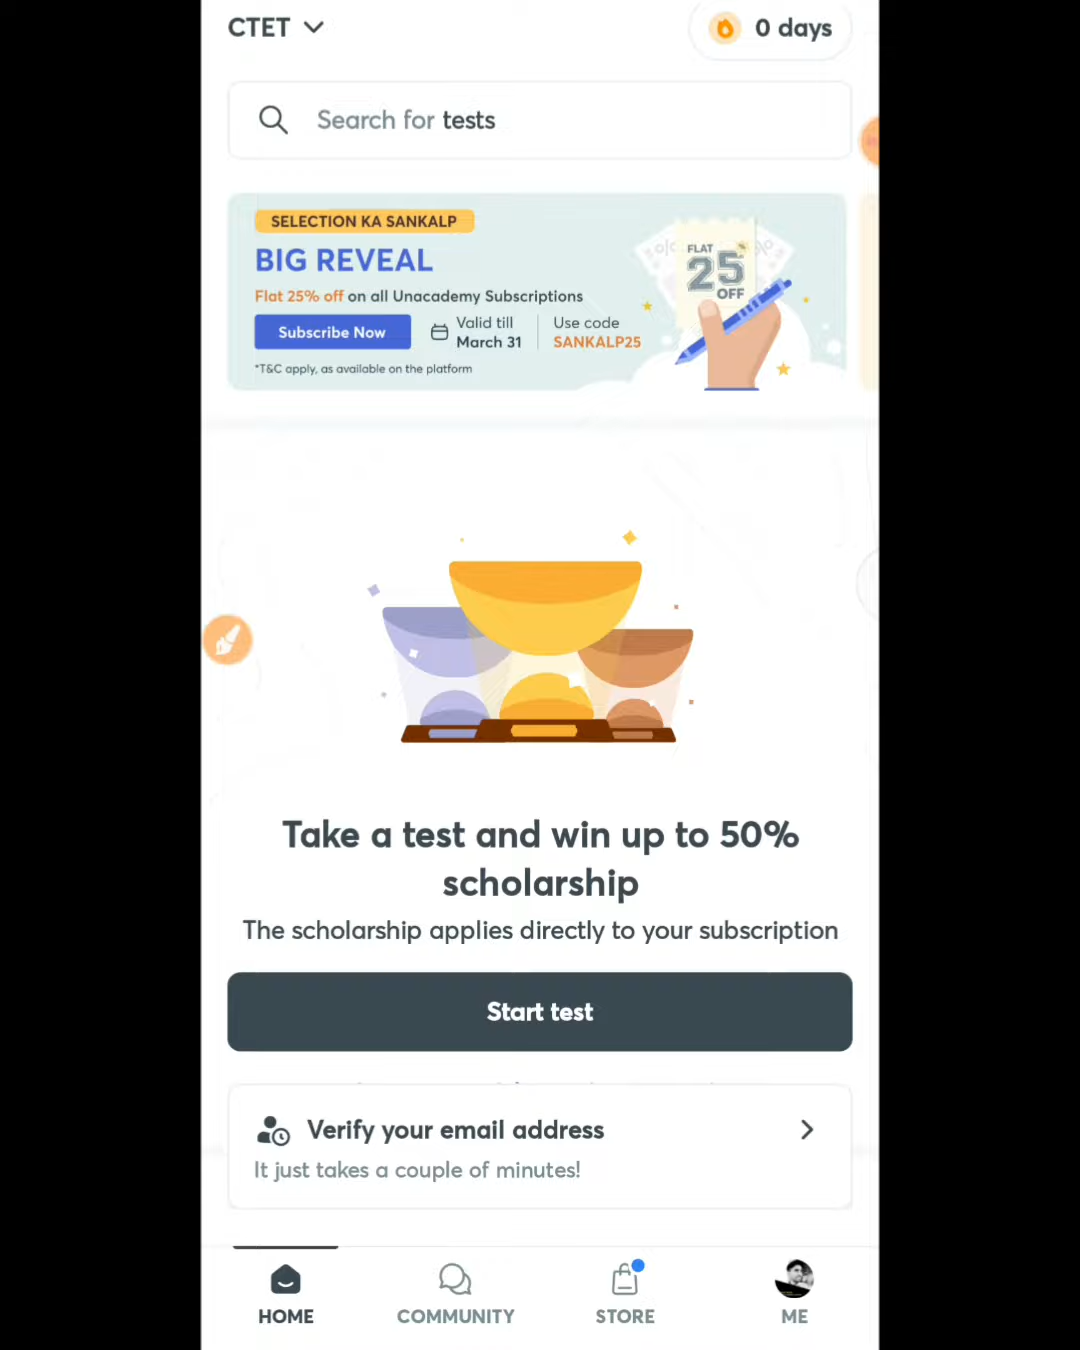 CTET
0 days
Search for tests
SELECTION KA SANKALP
BIG REVEAL
Flat 25% off on all Unacademy Subscriptions
Subscribe Now
Valid till
March 31
Use code
SANKALP25
*T&C apply, as available on the platform
FLAT
25
OFF
Take a test and win up to 50%
scholarship
The scholarship applies directly to your subscription
Start test
Verify your email address
It just takes a couple of minutes!
HOME
COMMUNITY
STORE
ME